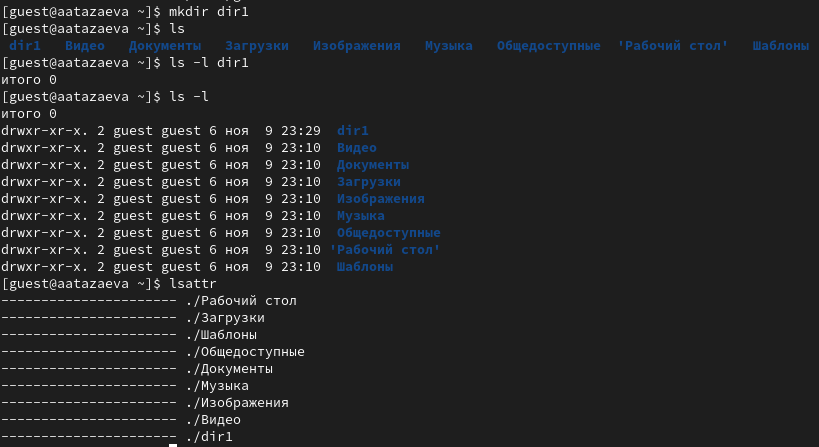 [guest@aatazaeva ~]$ mkdir dir1
[guest@aatazaeva ~]$ ls
dir1 Видео Документы Загрузки Изображения Музыка Общедоступные 'Рабочий стол' Шаблоны
[guest@aatazaeva ~]$ ls -l dir1
итого 0
[guest@aatazaeva ~]$ ls -l
итого 0
drwxr-xr-x. 2 guest guest 6 ноя  9 23:29  dir1
drwxr-xr-x. 2 guest guest 6 ноя  9 23:10  Видео
drwxr-xr-x. 2 guest guest 6 ноя  9 23:10  Документы
drwxr-xr-x. 2 guest guest 6 ноя  9 23:10  Загрузки
drwxr-xr-x. 2 guest guest 6 ноя  9 23:10  Изображения
drwxr-xr-x. 2 guest guest 6 ноя  9 23:10  Музыка
drwxr-xr-x. 2 guest guest 6 ноя  9 23:10  Общедоступные
drwxr-xr-x. 2 guest guest 6 ноя  9 23:10 'Рабочий стол'
drwxr-xr-x. 2 guest guest 6 ноя  9 23:10  Шаблоны
[guest@aatazaeva ~]$ lsattr
---------------------- ./Рабочий стол
---------------------- ./Загрузки
---------------------- ./Шаблоны
---------------------- ./Общедоступные
---------------------- ./Документы
---------------------- ./Музыка
---------------------- ./Изображения
---------------------- ./Видео
---------------------- ./dir1